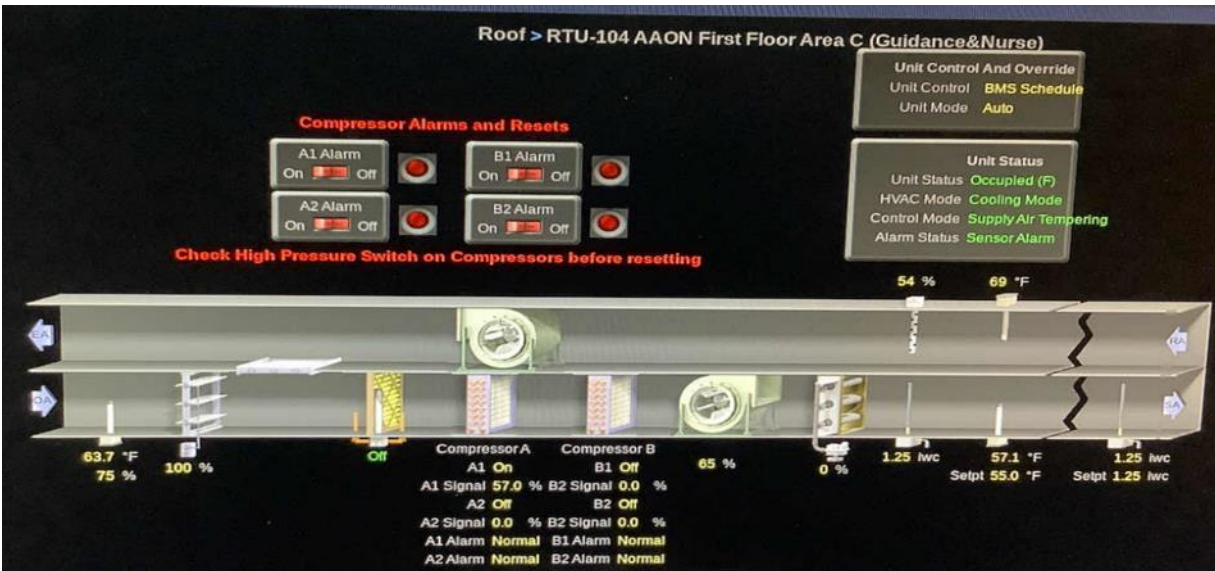 Roof > RTU-104 AAON First Floor Area C (Guidance&Nurse)
Unit Control And Override
Unit Control BMS Schedule
Unit Mode Auto
Compressor Alarms and Resets
A1 Alarm
On Off
B1 Alarm
On Off
A2 Alarm
On Off
B2 Alarm
On Off
Check High Pressure Switch on Compressors before resetting
Unit Status
Unit Status Occupied (F)
HVAC Mode Cooling Mode
Control Mode Supply Air Tempering
Alarm Status Sensor Alarm
54 % 69 °F
EA
RA
OA
SA
63.7 °F
75 %
100 %
Off
Compressor A Compressor B
A1 On B1 Off
A1 Signal 57.0 % B2 Signal 0.0 %
A2 Off B2 Off
A2 Signal 0.0 % B2 Signal 0.0 %
A1 Alarm Normal B1 Alarm Normal
A2 Alarm Normal B2 Alarm Normal
65 %
0 %
1.25 iwc
57.1 °F
Setpt 55.0 °F
1.25 iwc
Setpt 1.25 iwc